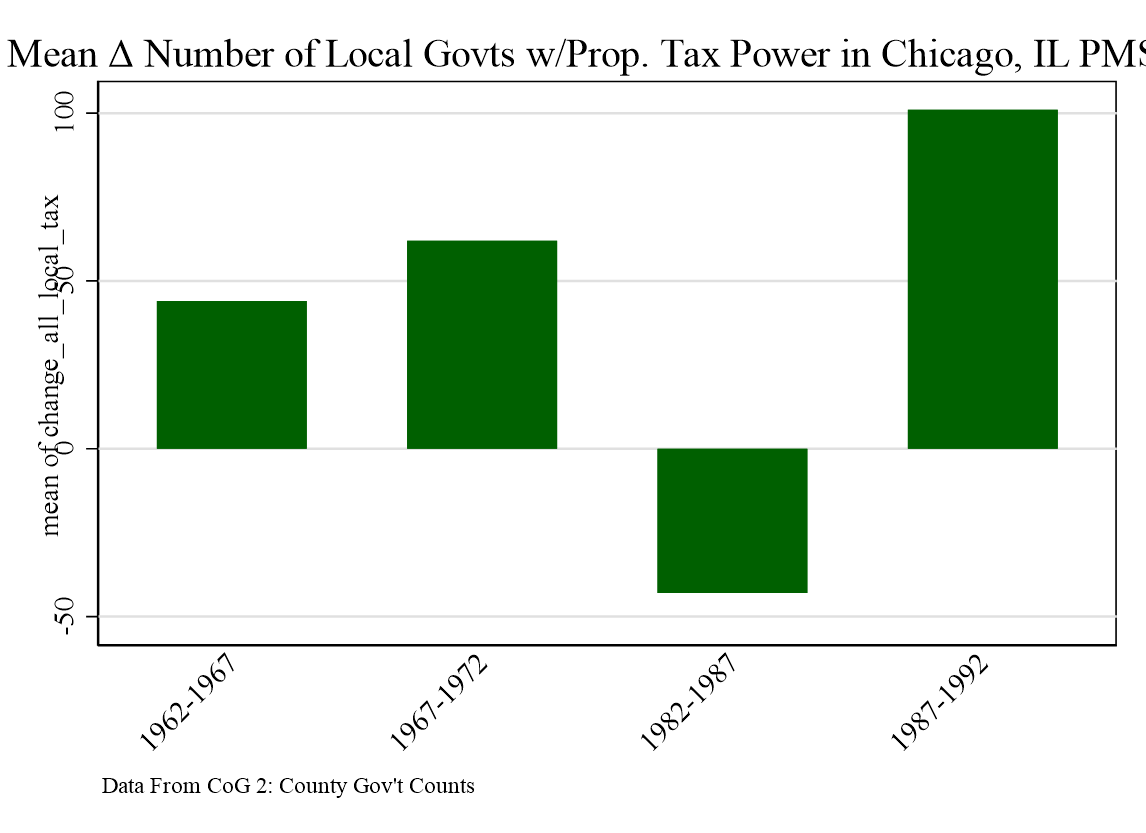 Mean Δ Number of Local Govts w/Prop. Tax Power in Chicago, IL PMS
mean of change_all_local_tax
100
50
0
-50
1962-1967
1967-1972
1982-1987
1987-1992
Data From CoG 2: County Gov't Counts